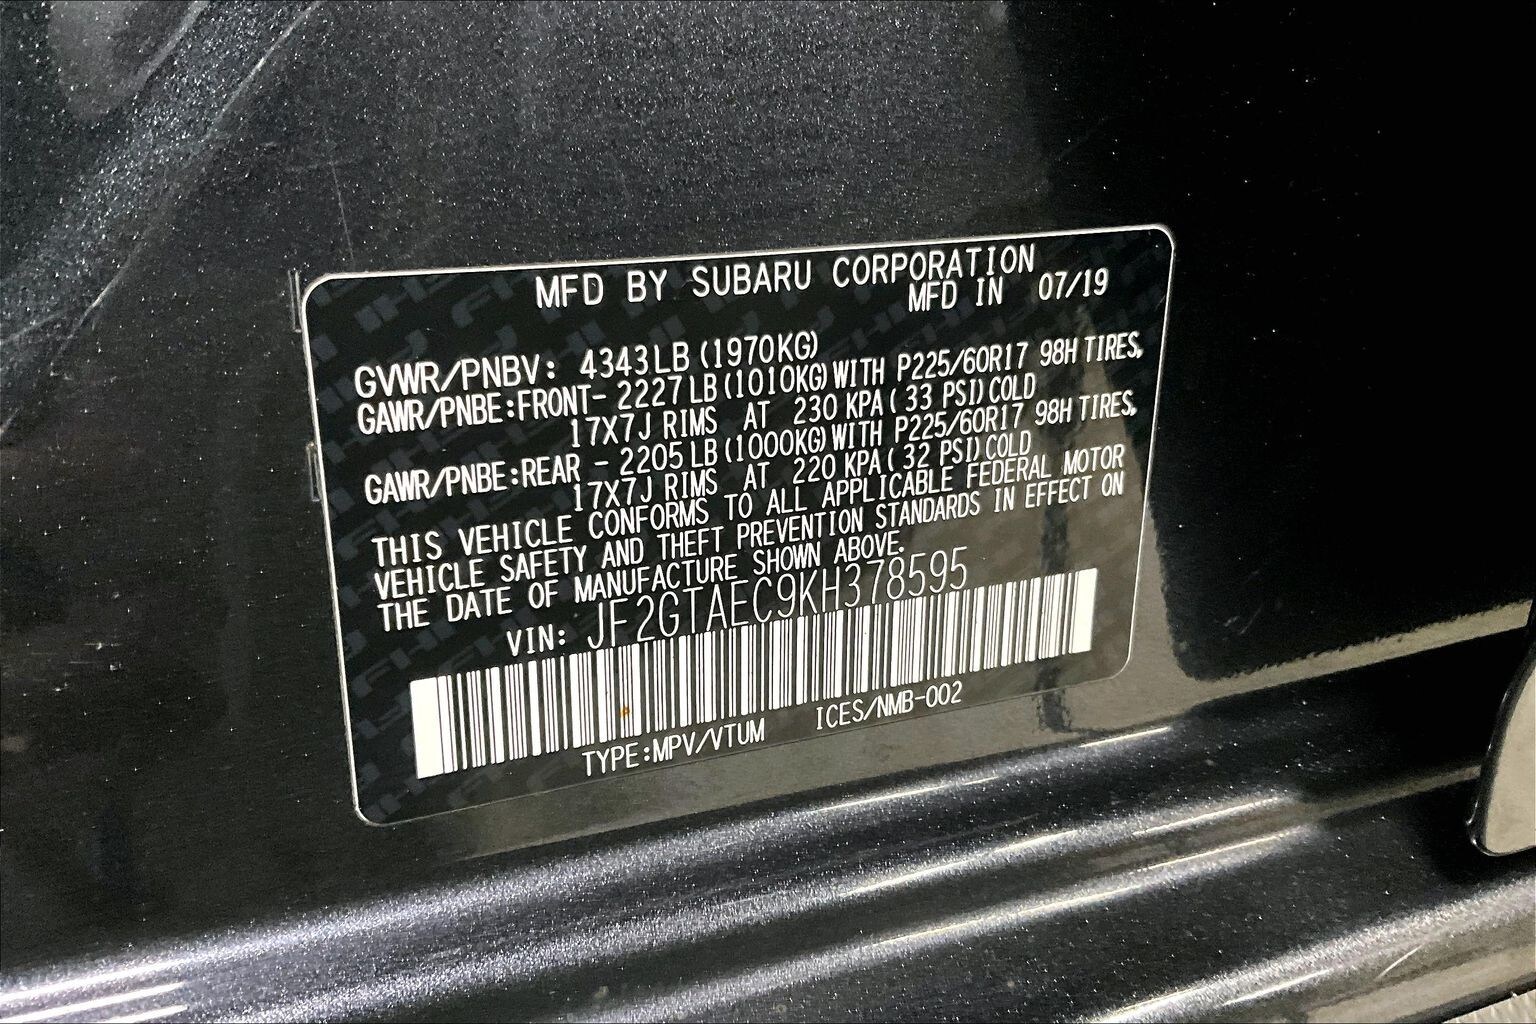 MFD BY SUBARU CORPORATION
MFD IN 07/19
GVWR/PNBV: 4343LB (1970KG)
GAWR/PNBE:FRONT- 2227LB (1010KG) WITH P225/60R17 98H TIRES,
17X7J RIMS AT 230 KPA ( 33 PSI) COLD
GAWR/PNBE:REAR - 2205LB (1000KG) WITH P225/60R17 98H TIRES,
17X7J RIMS AT 220 KPA ( 32 PSI) COLD
THIS VEHICLE CONFORMS TO ALL APPLICABLE FEDERAL MOTOR
VEHICLE SAFETY AND THEFT PREVENTION STANDARDS IN EFFECT ON
THE DATE OF MANUFACTURE SHOWN ABOVE.
VIN: JF2GTAEC9KH378595
TYPE:MPV/VTUM ICES/NMB-002